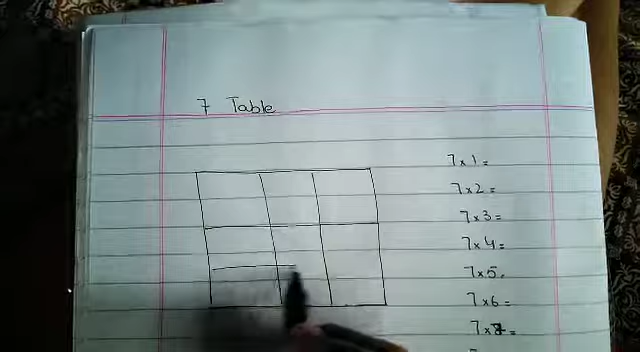 7 Table
7x1=
7x2=
7x3=
7x4=
7x5=
7x6=
7x7=